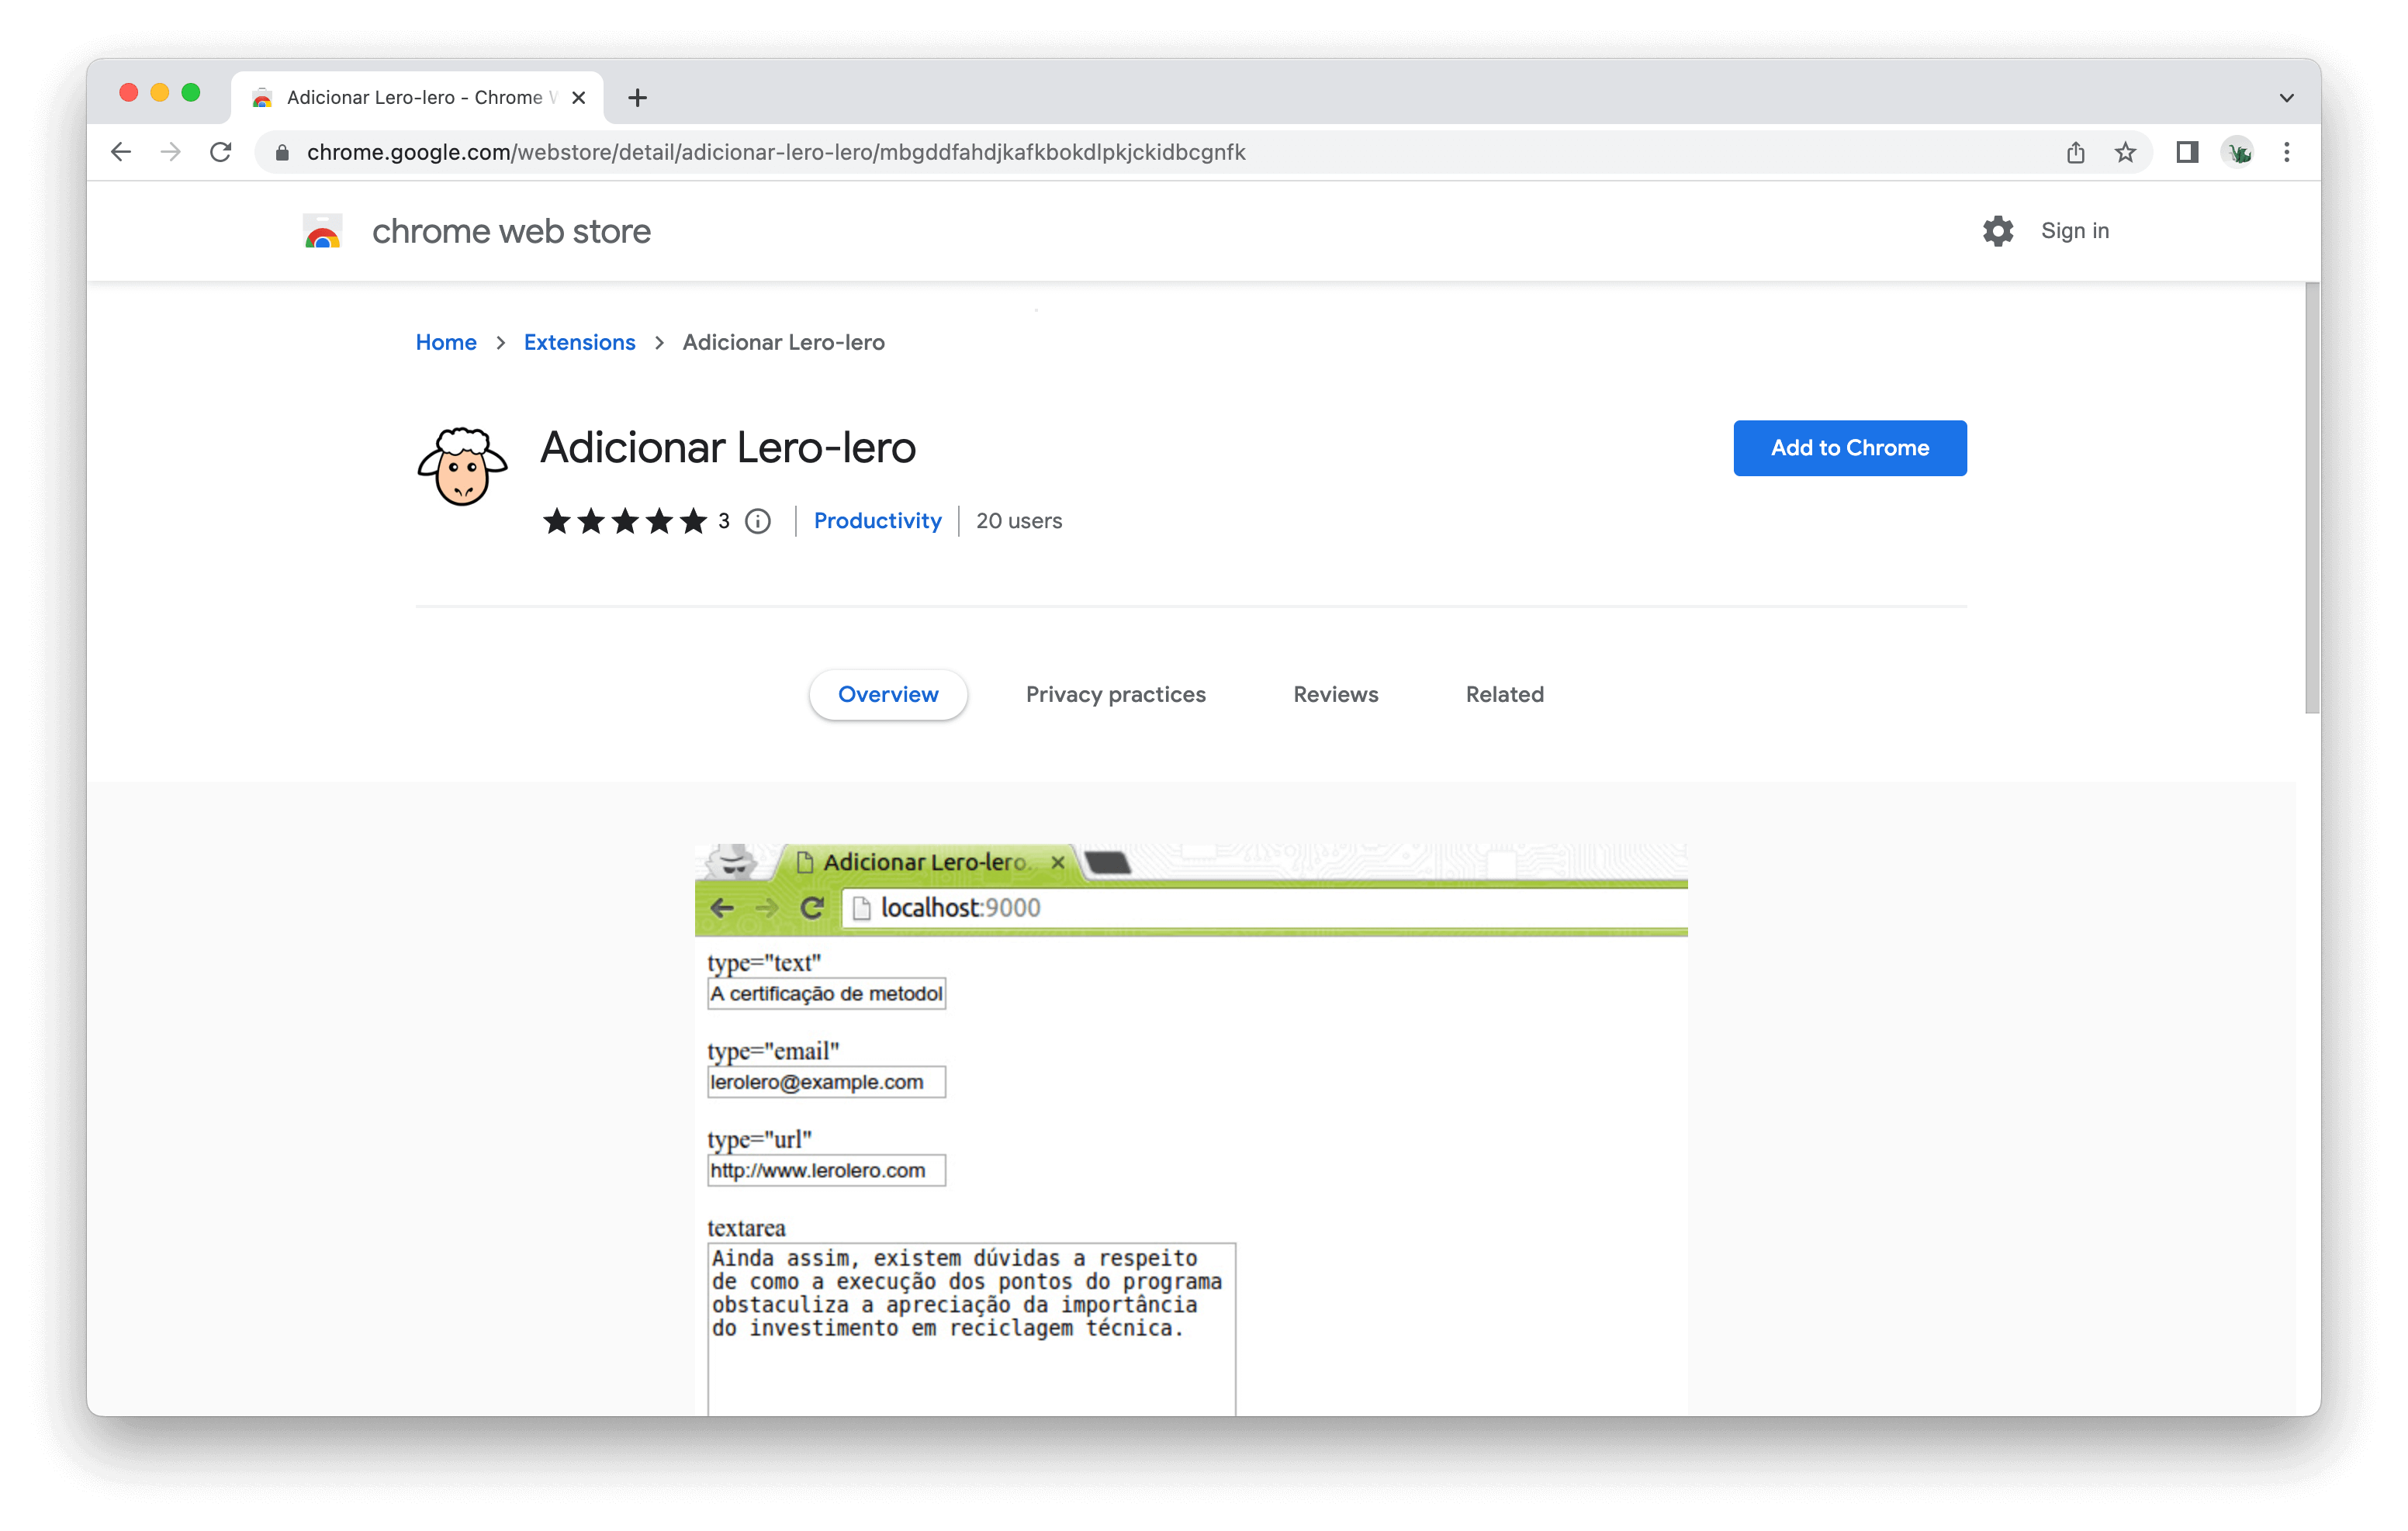 Adicionar Lero-lero - Chrome W
chrome.google.com/webstore/detail/adicionar-lero-lero/mbgddfahdjkafkbokdlpkjckidbcgnfk
chrome web store
Sign in
Home > Extensions > Adicionar Lero-lero
Adicionar Lero-lero
Add to Chrome
3 Productivity 20 users
Overview Privacy practices Reviews Related
Adicionar Lero-lero.
localhost:9000
type="text"
A certificação de metodol
type="email"
lerolero@example.com
type="url"
http://www.lerolero.com
textarea
Ainda assim, existem dúvidas a respeito
de como a execução dos pontos do programa
obstaculiza a apreciação da importância
do investimento em reciclagem técnica.